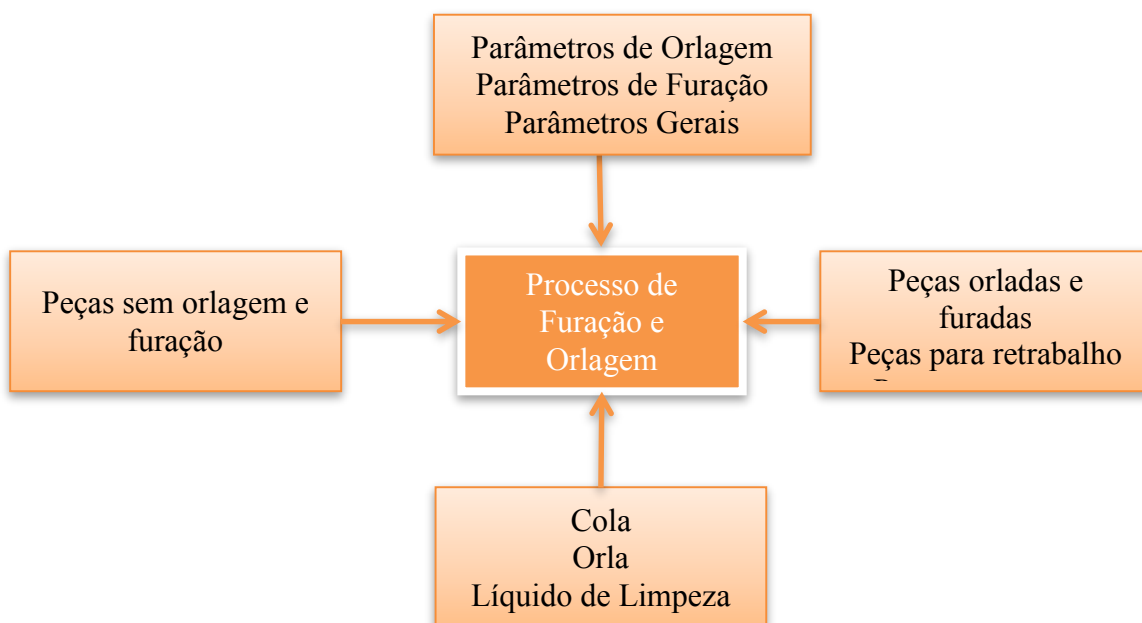 Parâmetros de Orlagem
Parâmetros de Furação
Parâmetros Gerais
Peças sem orlagem e
furação
Processo de
Furação e
Orlagem
Peças orladas e
furadas
Peças para retrabalho
Cola
Orla
Líquido de Limpeza